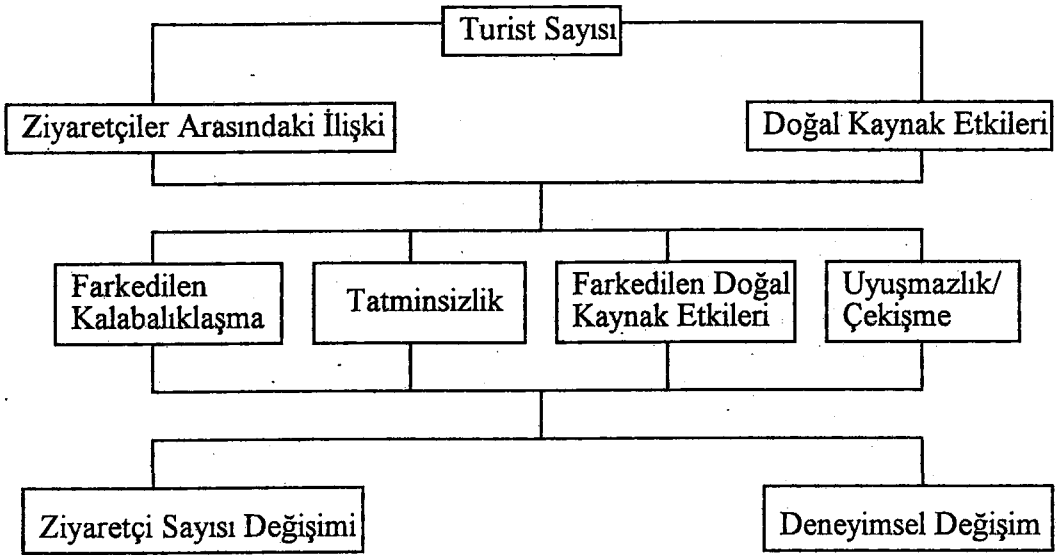 Turist Sayısı
Ziyaretçiler Arasındaki İlişki
Doğal Kaynak Etkileri
Farkedilen
Kalabalıklaşma
Tatminsizlik
Farkedilen Doğal
Kaynak Etkileri
Uyuşmazlık/
Çekişme
Ziyaretçi Sayısı Değişimi
Deneyimsel Değişim